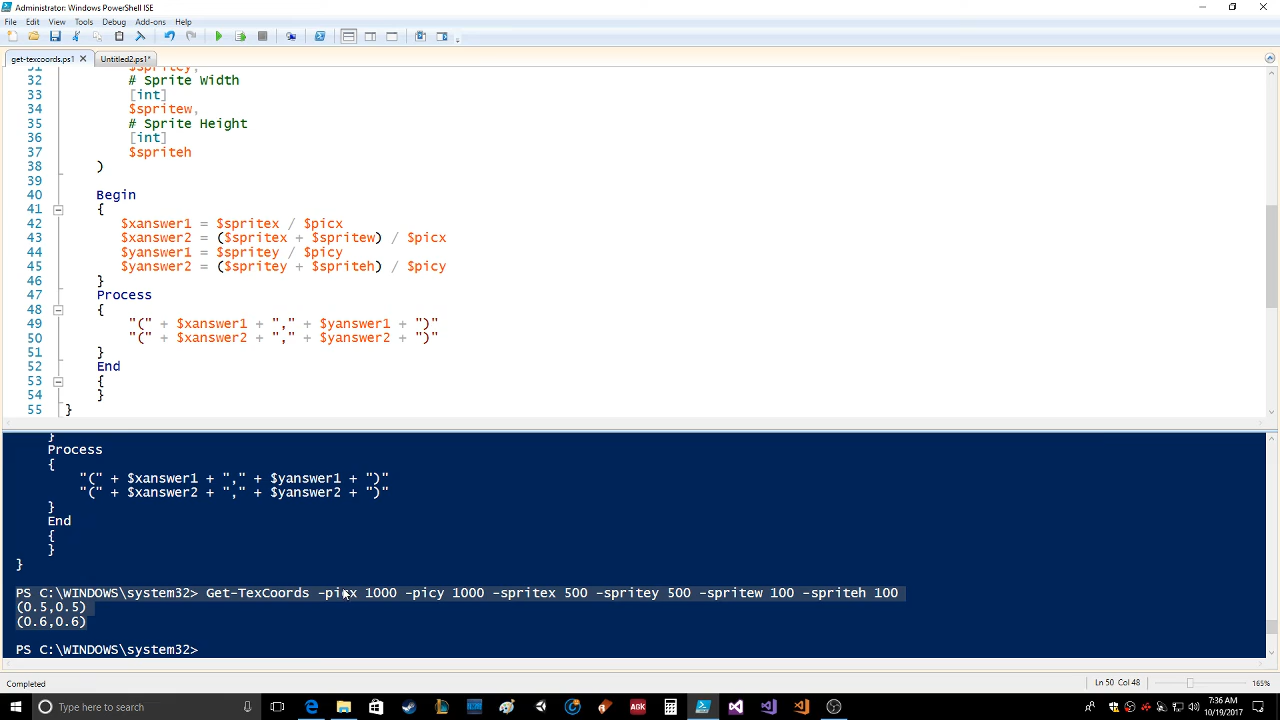 Administrator: Windows PowerShell ISE
File Edit View Tools Debug Add-ons Help
get-texcoords.ps1 Untitled2.ps1*
31 $spritey,
32 # Sprite Width
33 [int]
34 $spritew,
35 # Sprite Height
36 [int]
37 $spriteh
38 )
39
40 Begin
41 {
42 $xanswer1 = $spritex / $picx
43 $xanswer2 = ($spritex + $spritew) / $picx
44 $yanswer1 = $spritey / $picy
45 $yanswer2 = ($spritey + $spriteh) / $picy
46 }
47 Process
48 {
49 "(" + $xanswer1 + "," + $yanswer1 + ")"
50 "(" + $xanswer2 + "," + $yanswer2 + ")"
51 }
52 End
53 {
54 }
55 }
}
Process
{
"(" + $xanswer1 + "," + $yanswer1 + ")"
"(" + $xanswer2 + "," + $yanswer2 + ")"
}
End
{
}
}
PS C:\WINDOWS\system32> Get-TexCoords -picx 1000 -picy 1000 -spritex 500 -spritey 500 -spritew 100 -spriteh 100
(0.5,0.5)
(0.6,0.6)
PS C:\WINDOWS\system32>
Completed Ln 50 Col 48 165%
Type here to search AGK 7:36 AM
10/19/2017